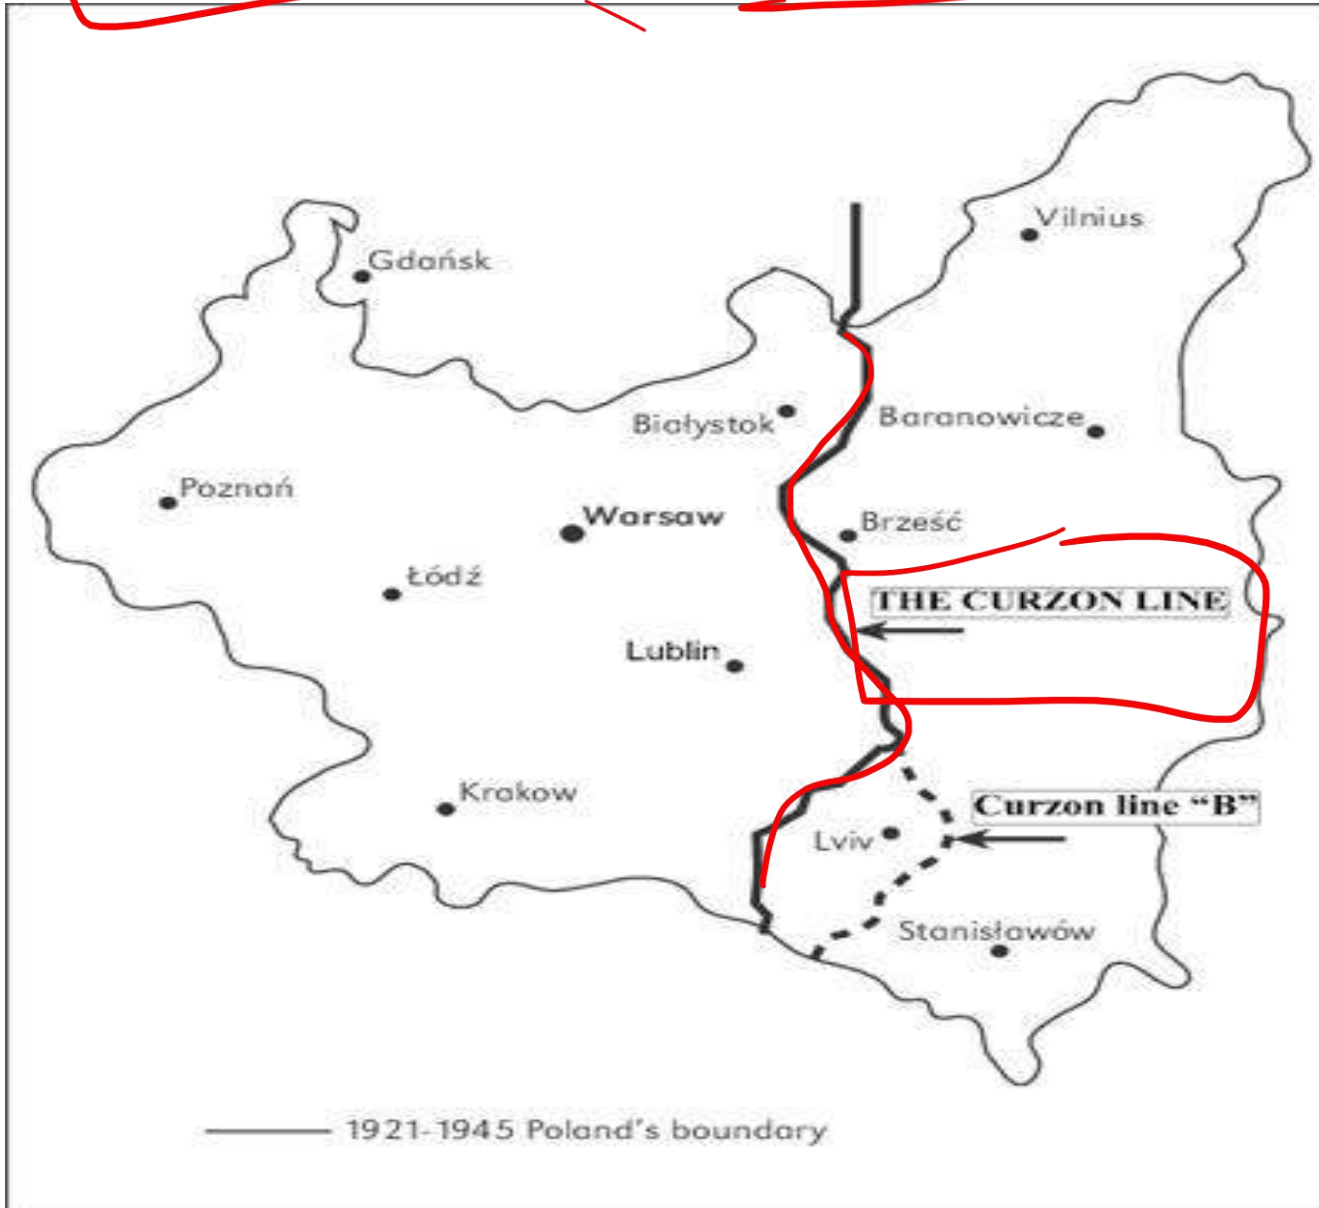 Vilnius
Gdańsk
Białystok
Baranowicze
Poznań
Warsaw
Brześć
Łódź
THE CURZON LINE
Lublin
Krakow
Curzon line “B”
Lviv
Stanisławów
1921-1945 Poland's boundary